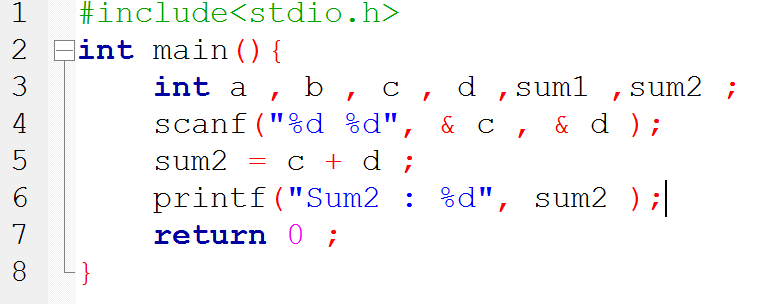 1 #include<stdio.h>
2 int main(){
3 int a , b , c , d ,sum1 ,sum2 ;
4 scanf("%d %d", & c , & d );
5 sum2 = c + d ;
6 printf("Sum2 : %d", sum2 );
7 return 0 ;
8 }